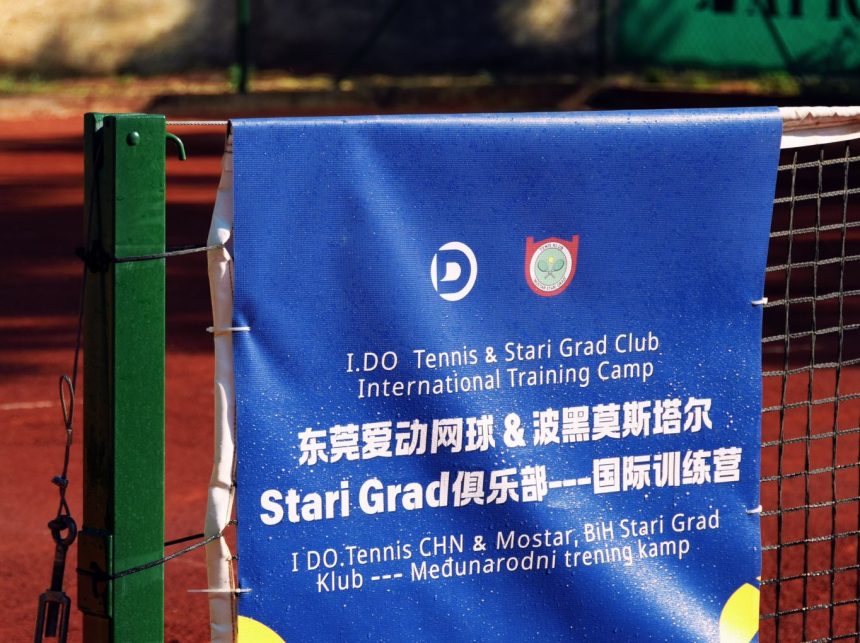 TENIS KLUB
I.DO Tennis & Stari Grad Club
International Training Camp
东莞爱动网球 & 波黑莫斯塔尔
Stari Grad俱乐部---国际训练营
I DO.Tennis CHN & Mostar, BiH Stari Grad
Klub --- Međunarodni trening kamp